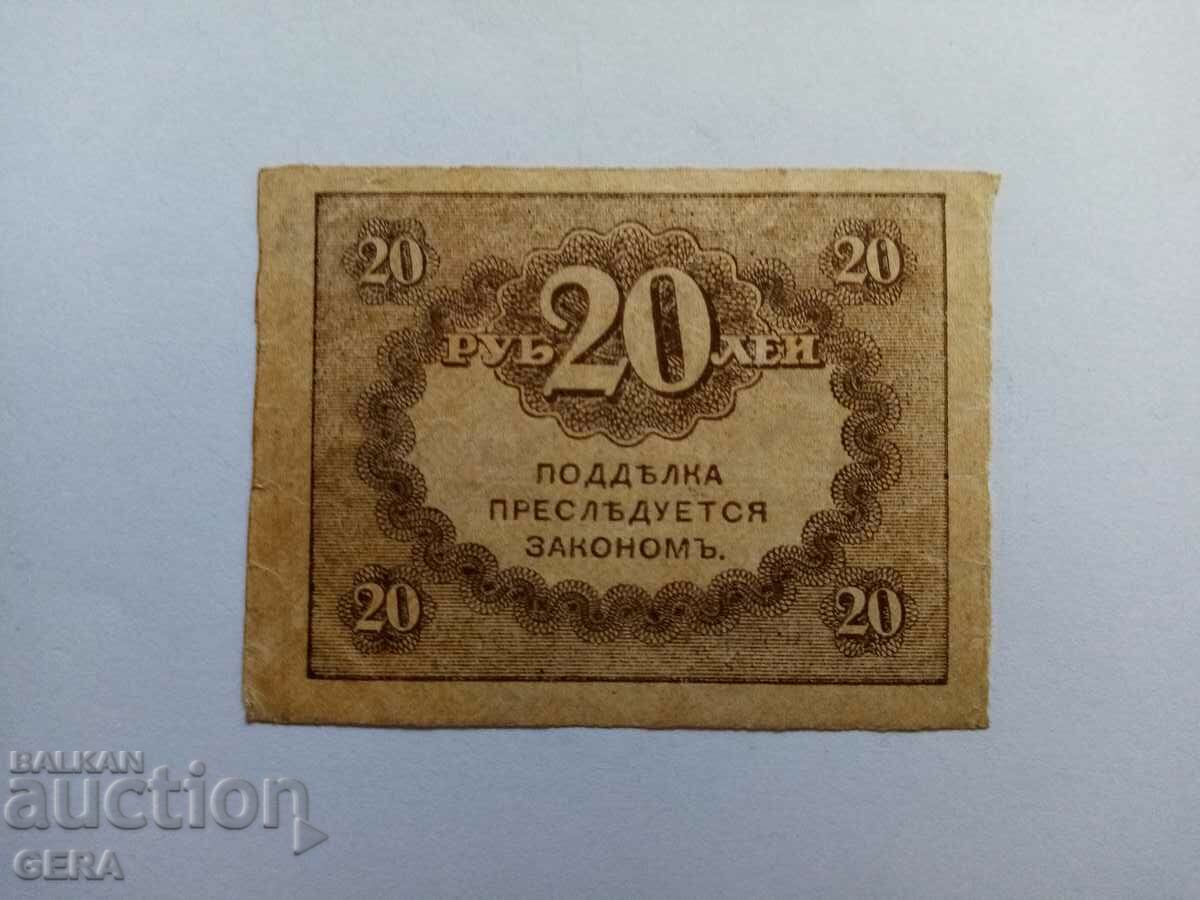 20 20
РУБ 20 ЛЕЙ
ПОДДѢЛКА
ПРЕСЛѢДУЕТСЯ
ЗАКОНОМЪ.
20 20
BALKAN
auction
GERA